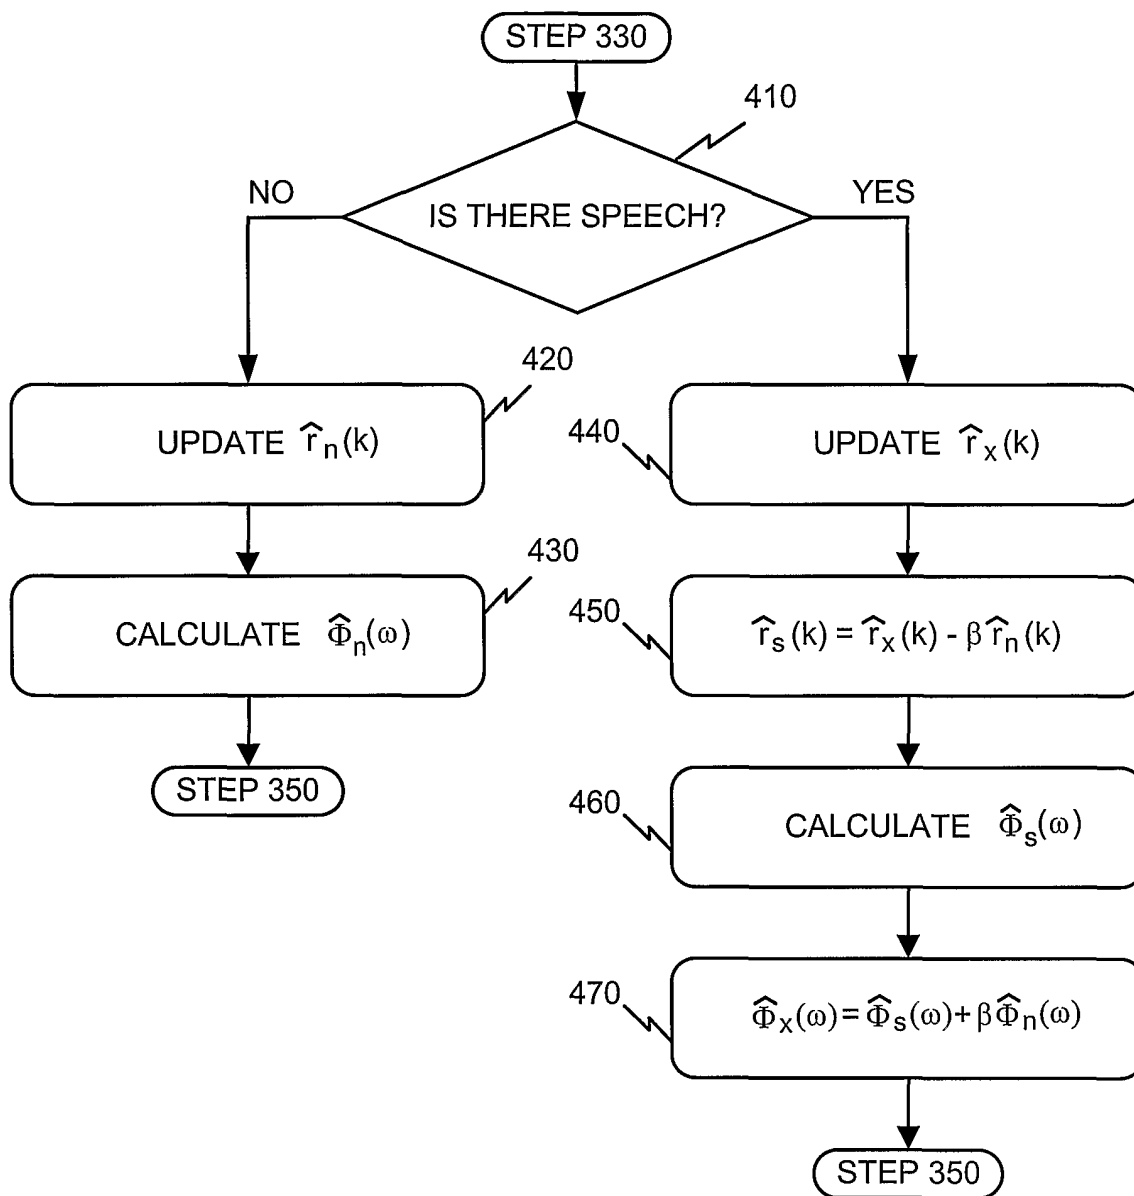 STEP 330
410
NO
YES
IS THERE SPEECH?
420
UPDATE r̂ₙ(k)
440
UPDATE r̂ₓ(k)
430
CALCULATE Φ̂ₙ(ω)
450
r̂ₛ(k) = r̂ₓ(k) - βr̂ₙ(k)
STEP 350
460
CALCULATE Φ̂ₛ(ω)
470
Φ̂ₓ(ω) = Φ̂ₛ(ω) + βΦ̂ₙ(ω)
STEP 350